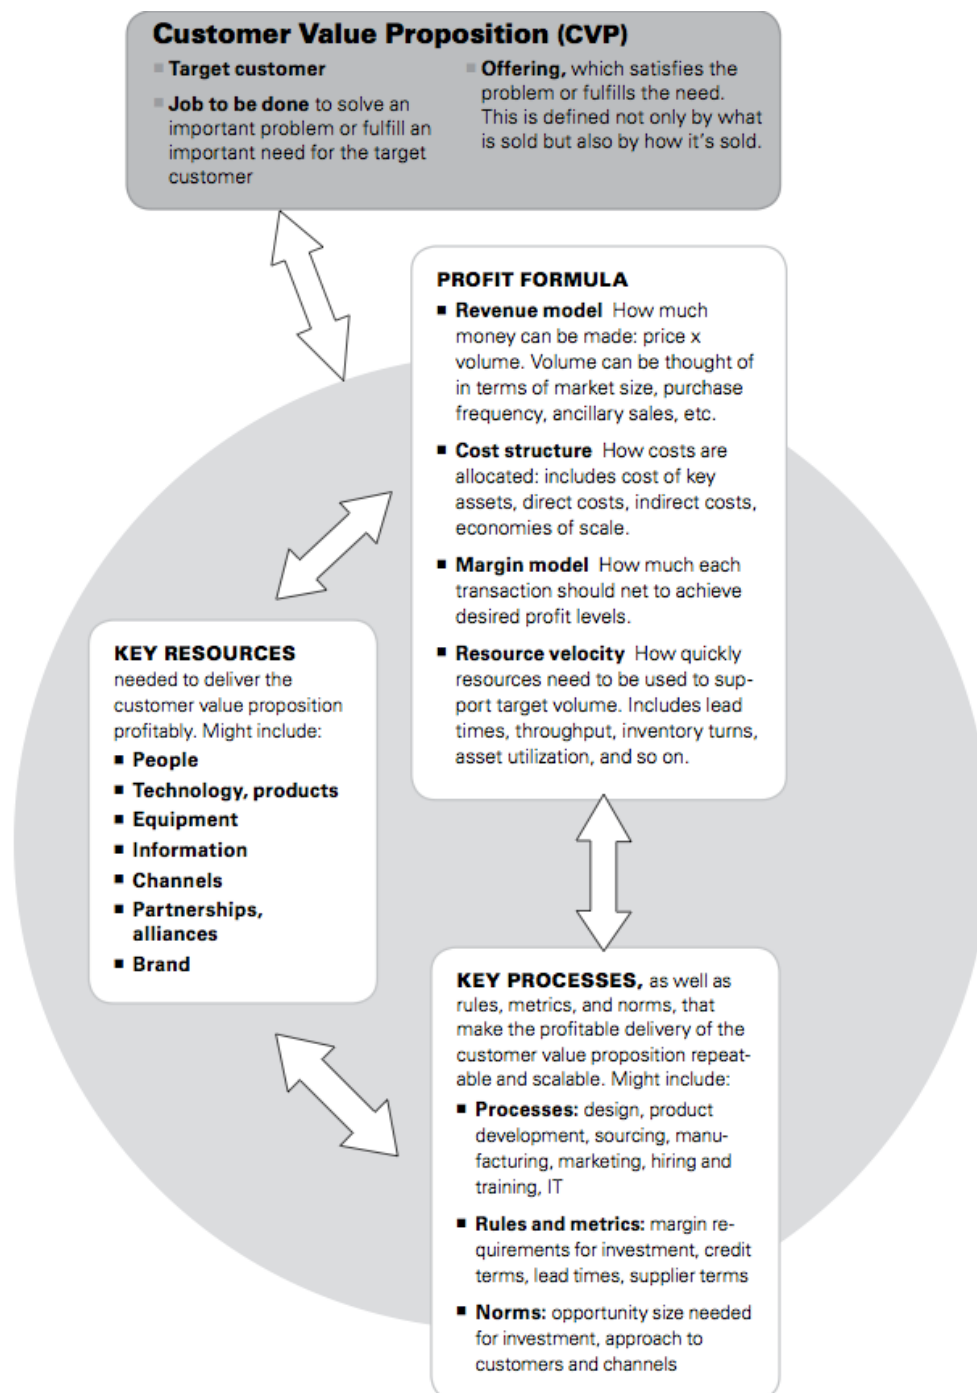 Customer Value Proposition (CVP)
■ Target customer
■ Job to be done to solve an
important problem or fulfill an
important need for the target
customer
■ Offering, which satisfies the
problem or fulfills the need.
This is defined not only by what
is sold but also by how it's sold.
PROFIT FORMULA
■ Revenue model How much
money can be made: price x
volume. Volume can be thought of
in terms of market size, purchase
frequency, ancillary sales, etc.
■ Cost structure How costs are
allocated: includes cost of key
assets, direct costs, indirect costs,
economies of scale.
■ Margin model How much each
transaction should net to achieve
desired profit levels.
■ Resource velocity How quickly
resources need to be used to sup-
port target volume. Includes lead
times, throughput, inventory turns,
asset utilization, and so on.
KEY RESOURCES
needed to deliver the
customer value proposition
profitably. Might include:
■ People
■ Technology, products
■ Equipment
■ Information
■ Channels
■ Partnerships,
alliances
■ Brand
KEY PROCESSES, as well as
rules, metrics, and norms, that
make the profitable delivery of the
customer value proposition repeat-
able and scalable. Might include:
■ Processes: design, product
development, sourcing, manu-
facturing, marketing, hiring and
training, IT
■ Rules and metrics: margin re-
quirements for investment, credit
terms, lead times, supplier terms
■ Norms: opportunity size needed
for investment, approach to
customers and channels